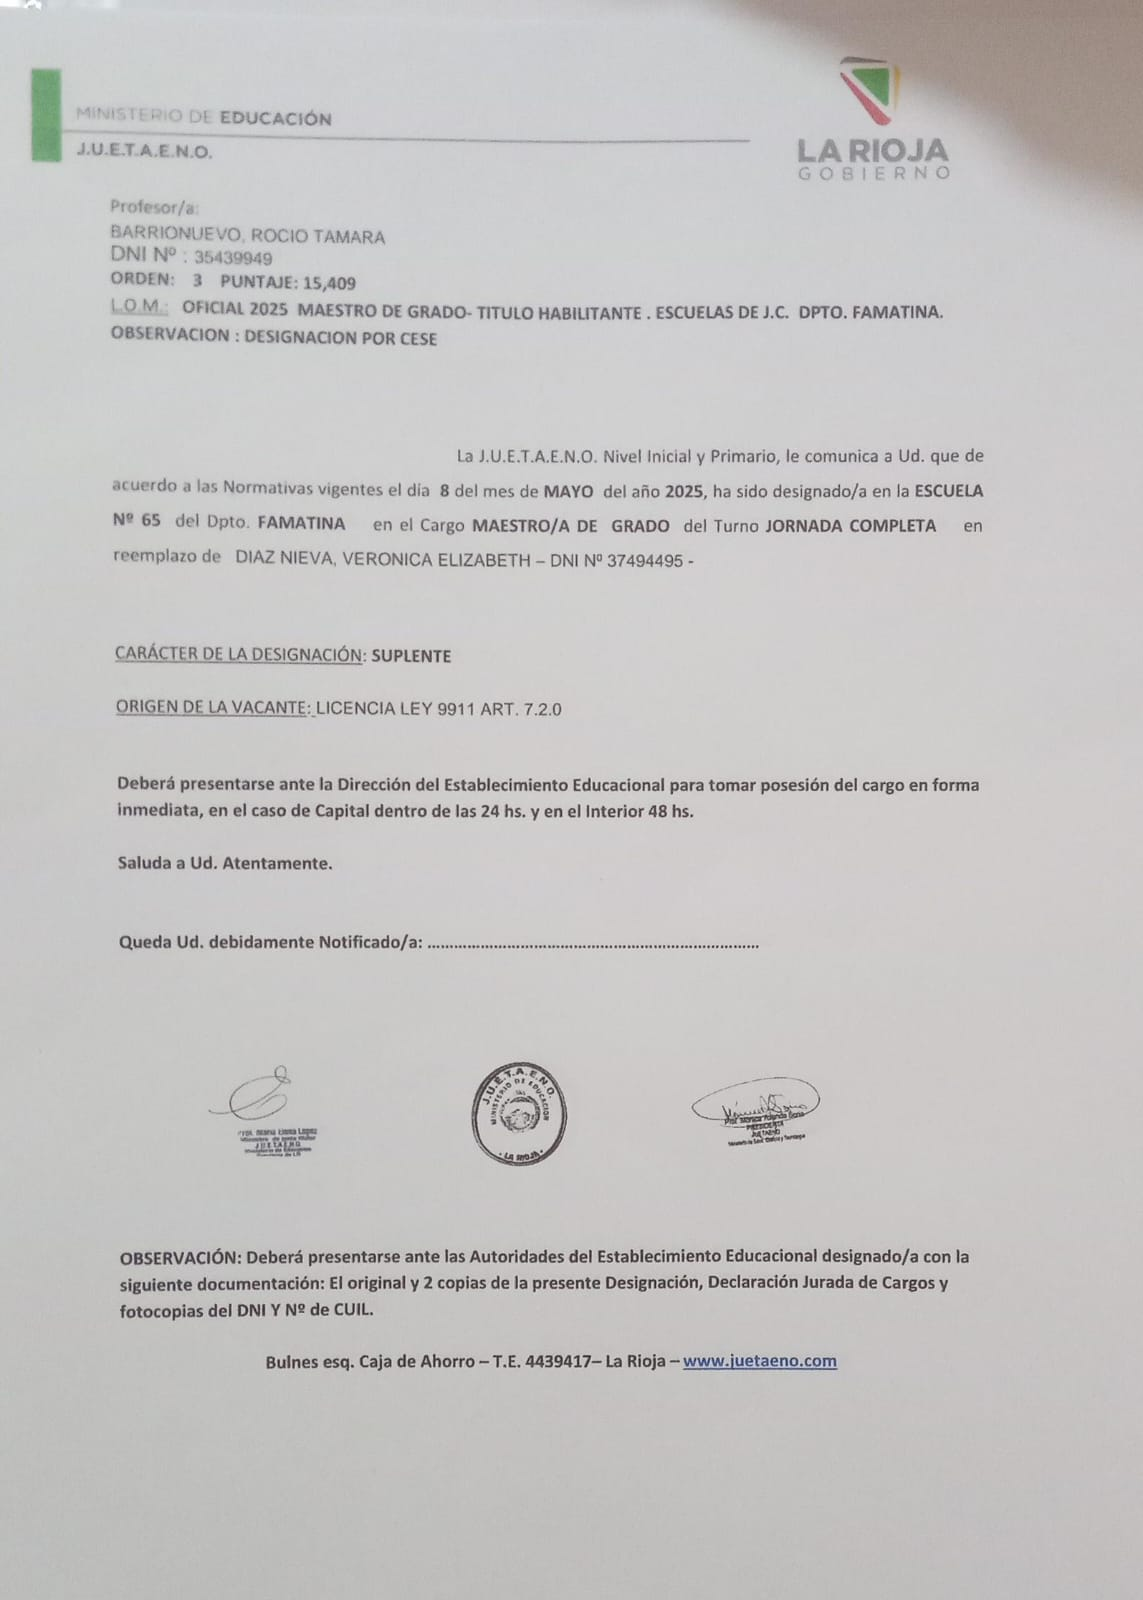 MINISTERIO DE EDUCACIÓN
J.U.E.T.A.E.N.O.
LA RIOJA
GOBIERNO
Profesor/a:
BARRIONUEVO, ROCIO TAMARA
DNI Nº : 35439949
ORDEN: 3 PUNTAJE: 15,409
L.O.M.: OFICIAL 2025 MAESTRO DE GRADO- TITULO HABILITANTE . ESCUELAS DE J.C. DPTO. FAMATINA.
OBSERVACION : DESIGNACION POR CESE
La J.U.E.T.A.E.N.O. Nivel Inicial y Primario, le comunica a Ud. que de
acuerdo a las Normativas vigentes el día 8 del mes de MAYO del año 2025, ha sido designado/a en la ESCUELA
Nº 65 del Dpto. FAMATINA en el Cargo MAESTRO/A DE GRADO del Turno JORNADA COMPLETA en
reemplazo de DIAZ NIEVA, VERONICA ELIZABETH – DNI Nº 37494495 -
CARÁCTER DE LA DESIGNACIÓN: SUPLENTE
ORIGEN DE LA VACANTE: LICENCIA LEY 9911 ART. 7.2.0
Deberá presentarse ante la Dirección del Establecimiento Educacional para tomar posesión del cargo en forma
inmediata, en el caso de Capital dentro de las 24 hs. y en el Interior 48 hs.
Saluda a Ud. Atentamente.
Queda Ud. debidamente Notificado/a: ............................................................................
J.U.E.T.A.E.N.O.
MINISTERIO DE EDUCACION
LA RIOJA
JUETAENO
PRESIDENTA
JUETAENO
OBSERVACIÓN: Deberá presentarse ante las Autoridades del Establecimiento Educacional designado/a con la
siguiente documentación: El original y 2 copias de la presente Designación, Declaración Jurada de Cargos y
fotocopias del DNI Y Nº de CUIL.
Bulnes esq. Caja de Ahorro – T.E. 4439417– La Rioja – www.juetaeno.com